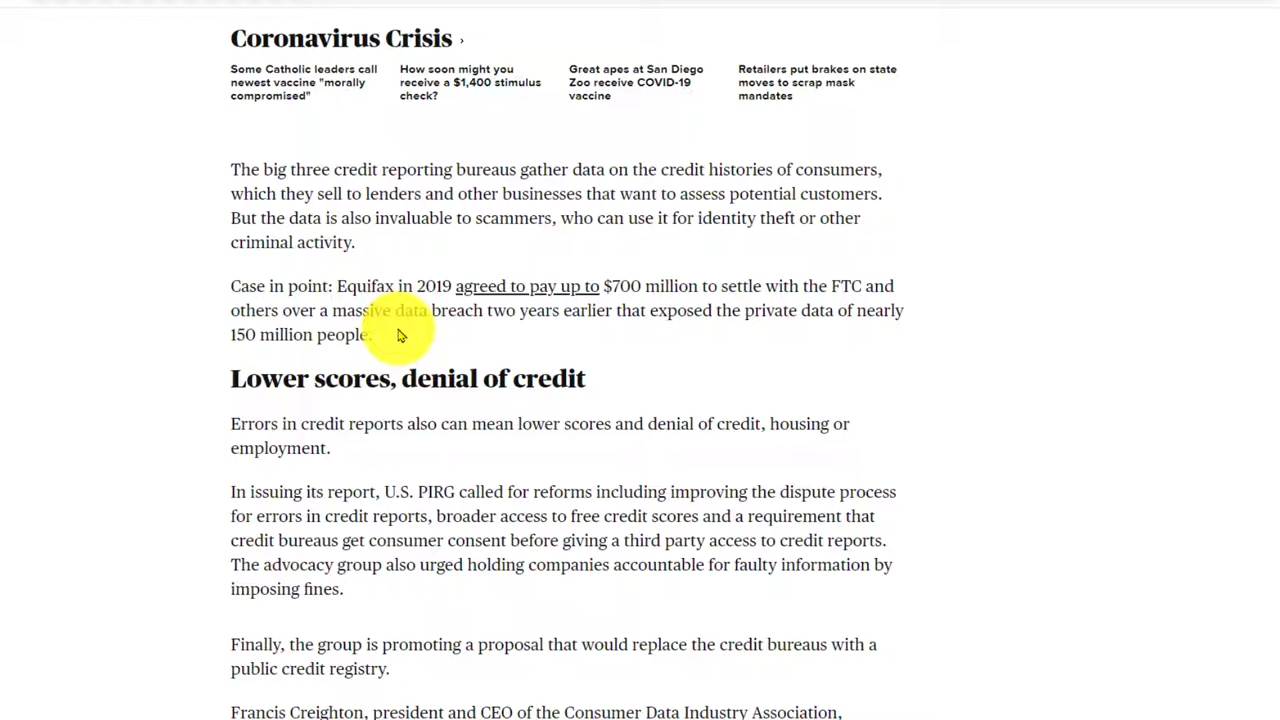 Coronavirus Crisis ›
Some Catholic leaders call
newest vaccine "morally
compromised"
How soon might you
receive a $1,400 stimulus
check?
Great apes at San Diego
Zoo receive COVID-19
vaccine
Retailers put brakes on state
moves to scrap mask
mandates
The big three credit reporting bureaus gather data on the credit histories of consumers,
which they sell to lenders and other businesses that want to assess potential customers.
But the data is also invaluable to scammers, who can use it for identity theft or other
criminal activity.
Case in point: Equifax in 2019 agreed to pay up to $700 million to settle with the FTC and
others over a massive data breach two years earlier that exposed the private data of nearly
150 million people.
Lower scores, denial of credit
Errors in credit reports also can mean lower scores and denial of credit, housing or
employment.
In issuing its report, U.S. PIRG called for reforms including improving the dispute process
for errors in credit reports, broader access to free credit scores and a requirement that
credit bureaus get consumer consent before giving a third party access to credit reports.
The advocacy group also urged holding companies accountable for faulty information by
imposing fines.
Finally, the group is promoting a proposal that would replace the credit bureaus with a
public credit registry.
Francis Creighton, president and CEO of the Consumer Data Industry Association,